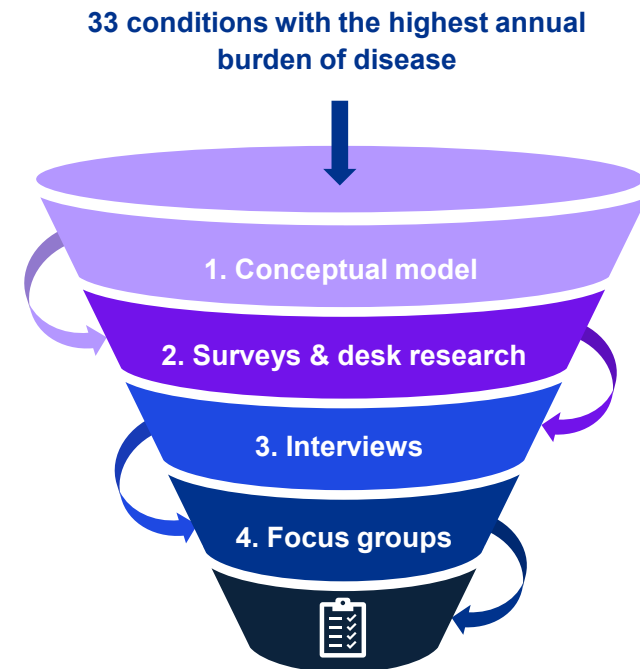 33 conditions with the highest annual
burden of disease
1. Conceptual model
2. Surveys & desk research
3. Interviews
4. Focus groups